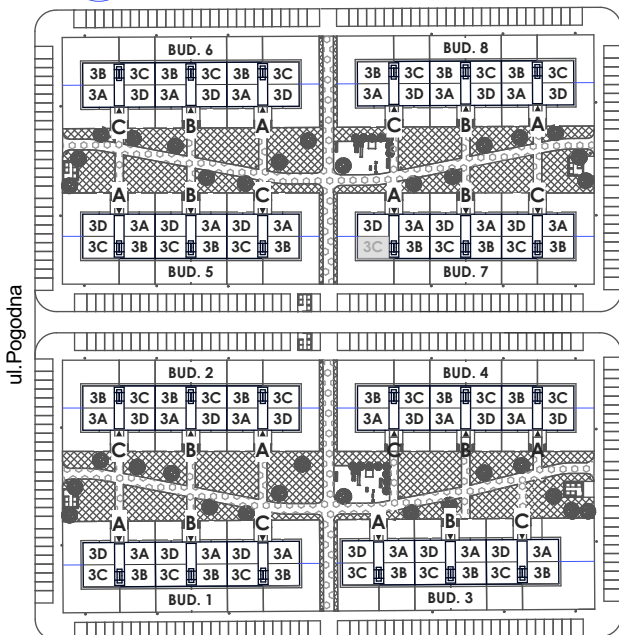 BUD. 6 BUD. 8
3B 3C 3B 3C 3B 3C 3B 3C 3B 3C 3B 3C
3A 3D 3A 3D 3A 3D 3A 3D 3A 3D 3A 3D
C B A C B A
A B C A B C
3D 3A 3D 3A 3D 3A 3D 3A 3D 3A 3D 3A
3C 3B 3C 3B 3C 3B 3C 3B 3C 3B 3C 3B
BUD. 5 BUD. 7
ul.Pogodna
BUD. 2 BUD. 4
3B 3C 3B 3C 3B 3C 3B 3C 3B 3C 3B 3C
3A 3D 3A 3D 3A 3D 3A 3D 3A 3D 3A 3D
C B A C B A
A B C A B C
3D 3A 3D 3A 3D 3A 3D 3A 3D 3A 3D 3A
3C 3B 3C 3B 3C 3B 3C 3B 3C 3B 3C 3B
BUD. 1 BUD. 3